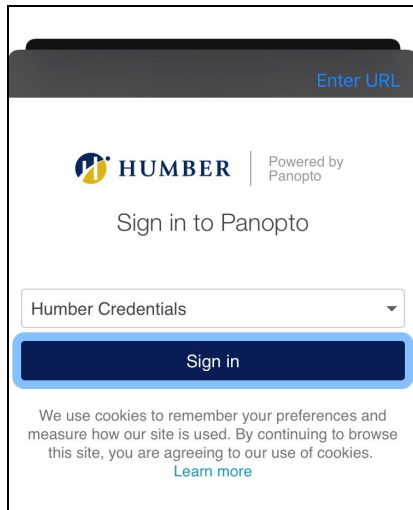 Enter URL
HUMBER
Powered by
Panopto
Sign in to Panopto
Humber Credentials
Sign in
We use cookies to remember your preferences and
measure how our site is used. By continuing to browse
this site, you are agreeing to our use of cookies.
Learn more